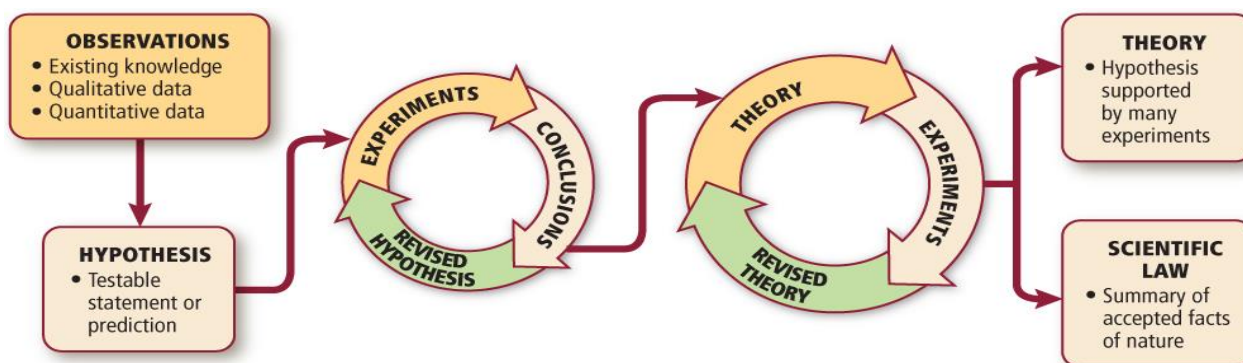 OBSERVATIONS
• Existing knowledge
• Qualitative data
• Quantitative data
HYPOTHESIS
• Testable
statement or
prediction
EXPERIMENTS
CONCLUSIONS
REVISED
HYPOTHESIS
THEORY
EXPERIMENTS
REVISED
THEORY
THEORY
• Hypothesis
supported
by many
experiments
SCIENTIFIC
LAW
• Summary of
accepted facts
of nature